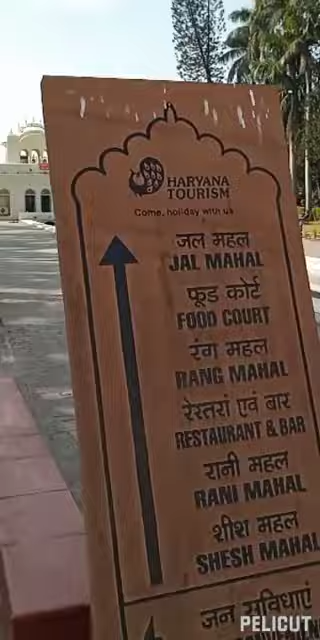 HARYANA
TOURISM
Come, holiday with us
जल महल
JAL MAHAL
फूड कोर्ट
FOOD COURT
रंग महल
RANG MAHAL
रेस्तरां एवं बार
RESTAURANT & BAR
रानी महल
RANI MAHAL
शीश महल
SHESH MAHAL
जन सुविधाएं
PELICUT